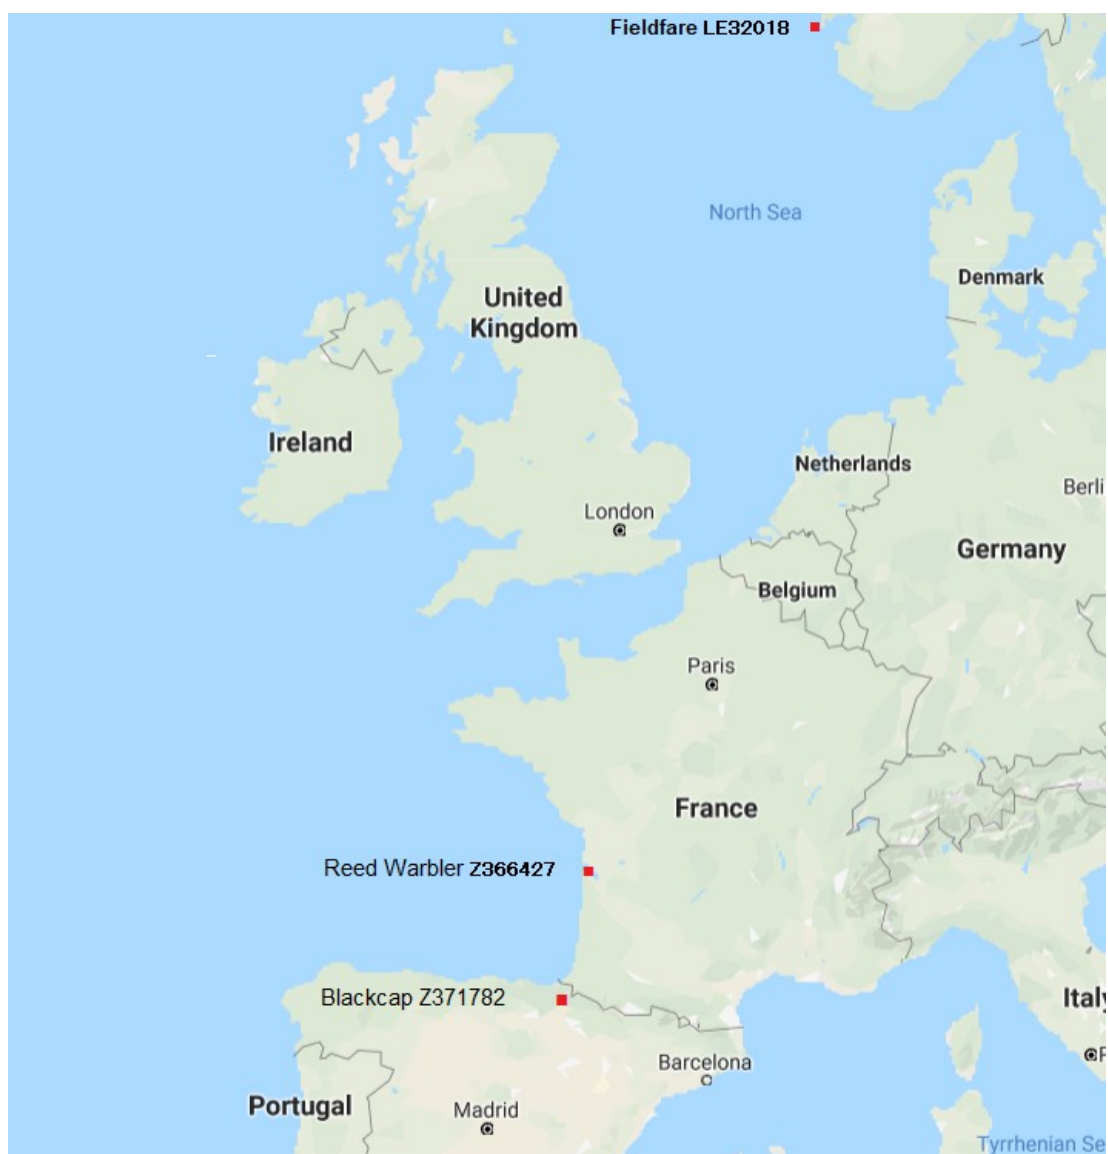 Fieldfare LE32018
North Sea
Denmark
United
Kingdom
Ireland
Netherlands
Berli
London
Germany
Belgium
Paris
France
Reed Warbler Z366427
Blackcap Z371782
Italy
Barcelona
Portugal
Madrid
Tyrrhenian Se